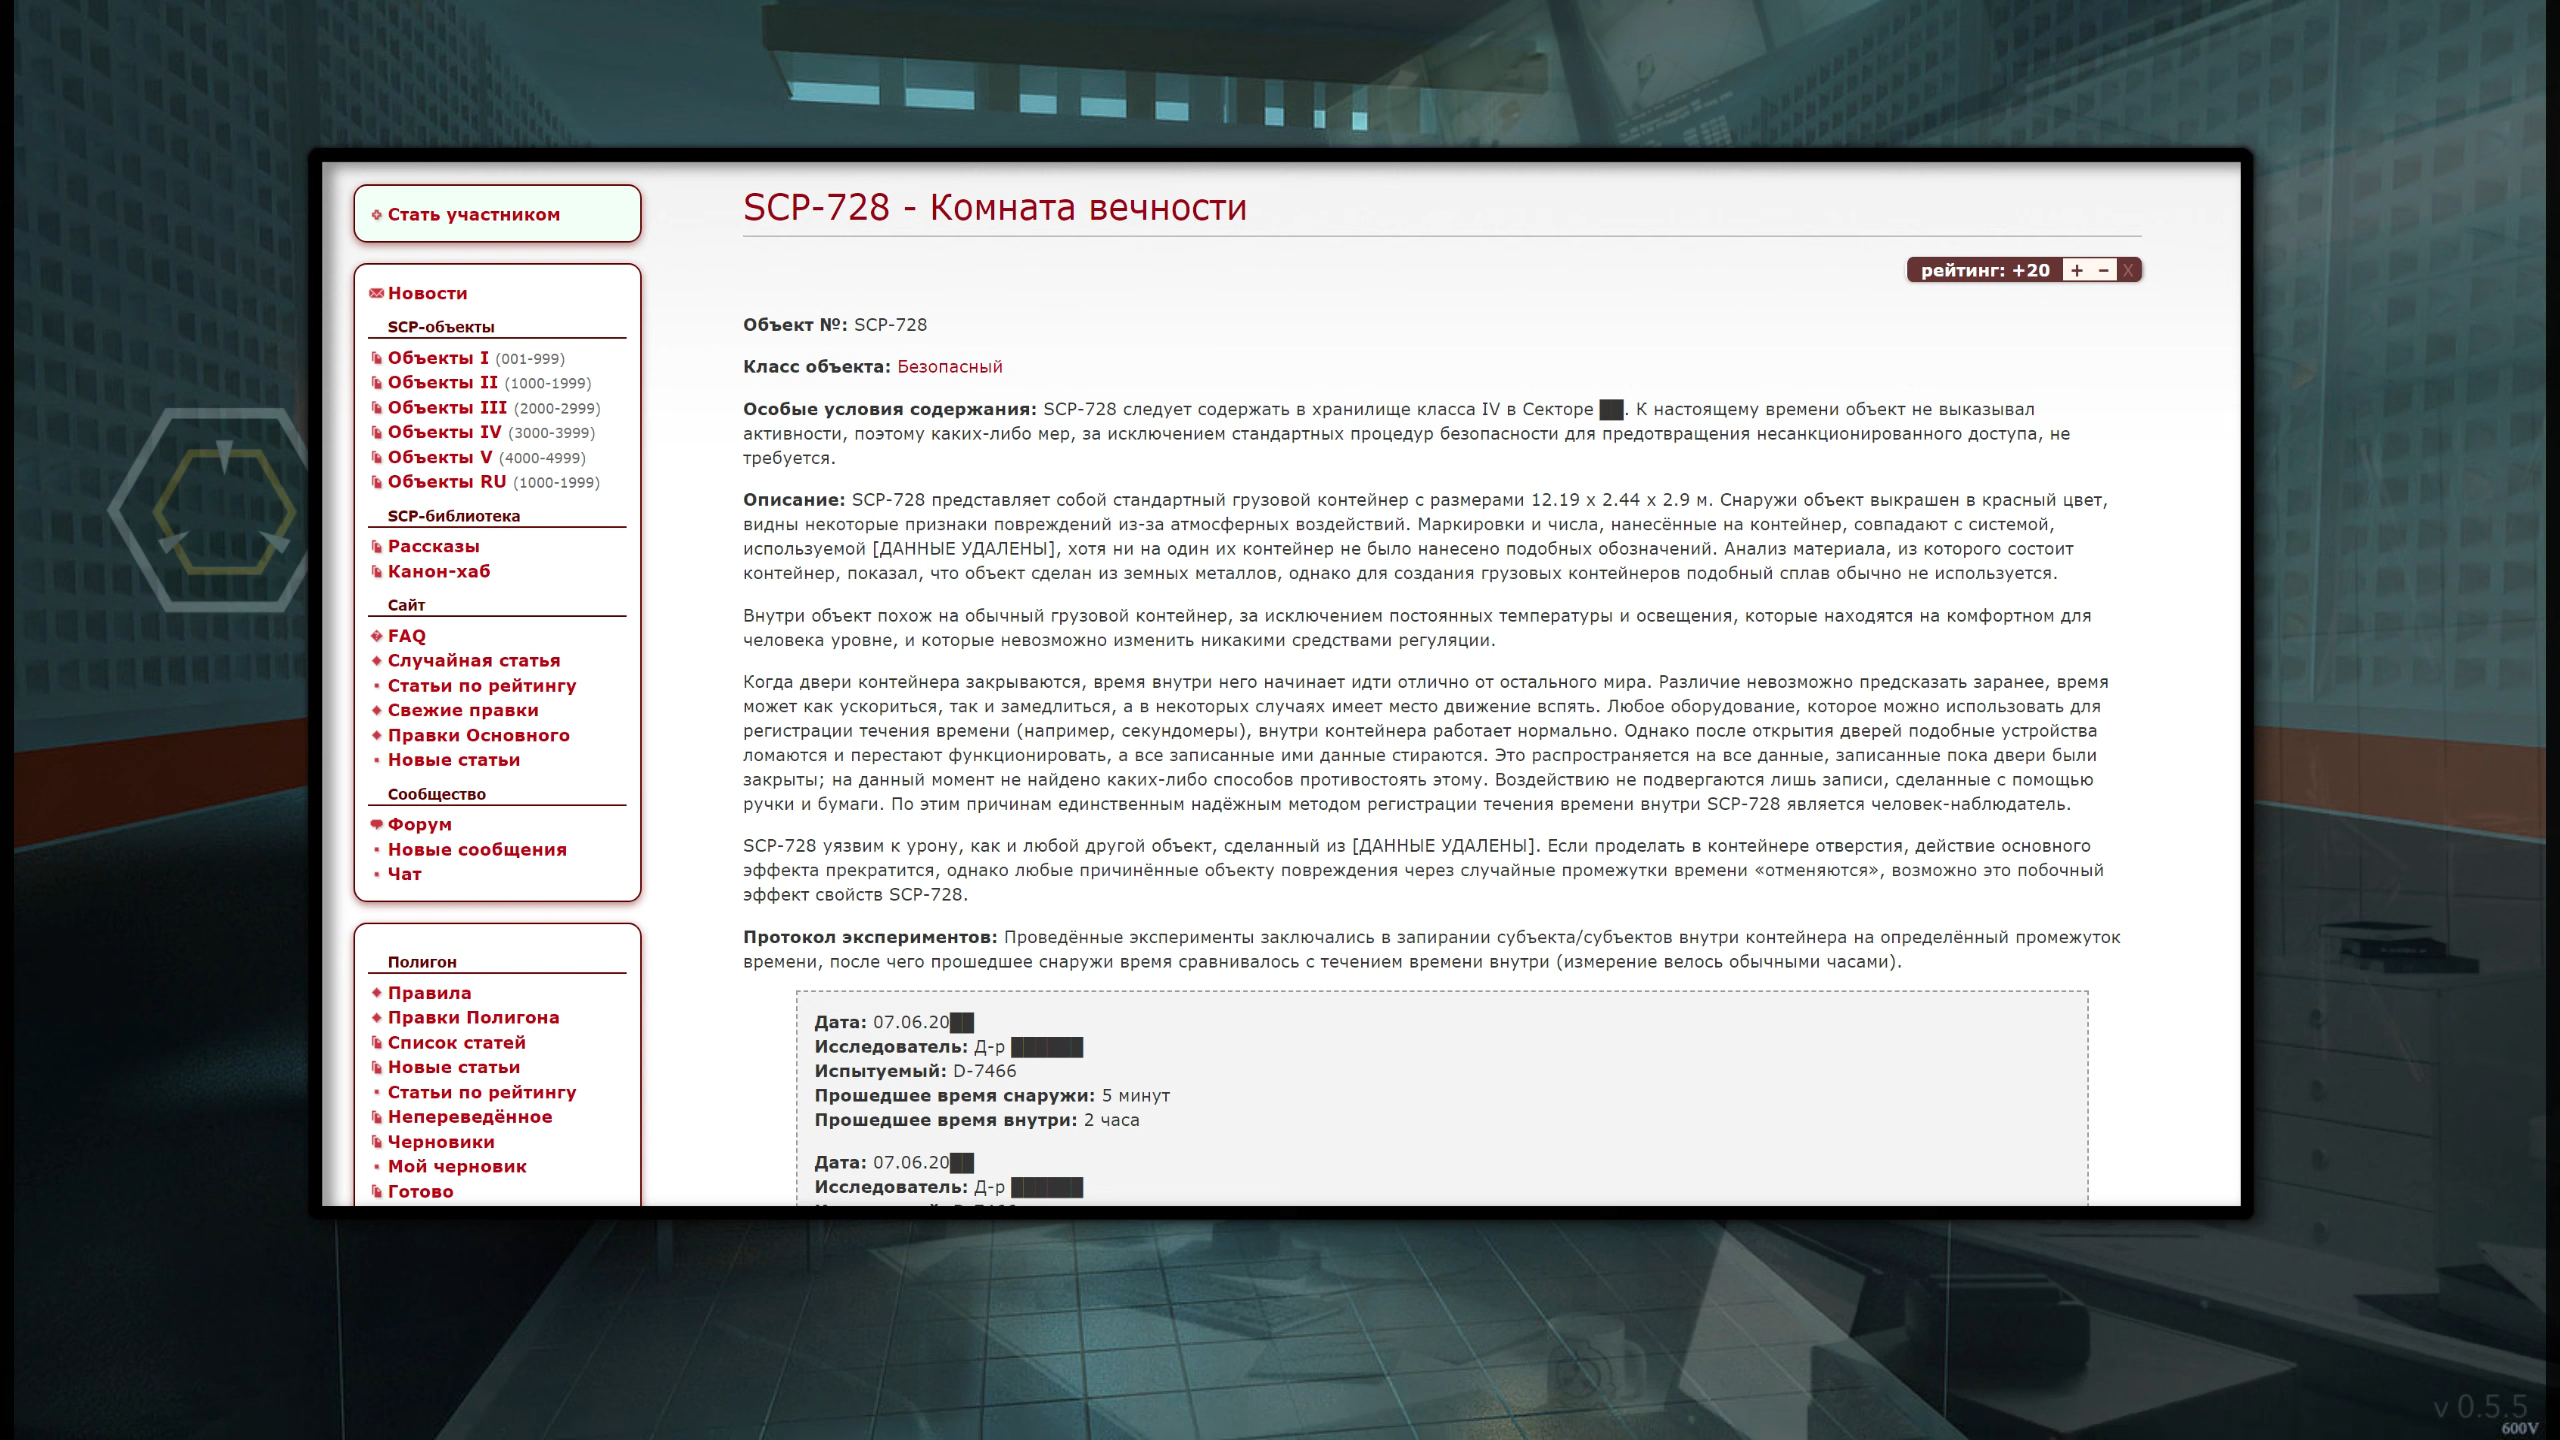 Стать участником
Новости
SCP-объекты
Объекты I (001-999)
Объекты II (1000-1999)
Объекты III (2000-2999)
Объекты IV (3000-3999)
Объекты V (4000-4999)
Объекты RU (1000-1999)
SCP-библиотека
Рассказы
Канон-хаб
Сайт
FAQ
Случайная статья
Статьи по рейтингу
Свежие правки
Правки Основного
Новые статьи
Сообщество
Форум
Новые сообщения
Чат
Полигон
Правила
Правки Полигона
Список статей
Новые статьи
Статьи по рейтингу
Непереведённое
Черновики
Мой черновик
Готово
SCP-728 - Комната вечности
рейтинг: +20 + − X
Объект №: SCP-728
Класс объекта: Безопасный
Особые условия содержания: SCP-728 следует содержать в хранилище класса IV в Секторе ██. К настоящему времени объект не выказывал
активности, поэтому каких-либо мер, за исключением стандартных процедур безопасности для предотвращения несанкционированного доступа, не
требуется.
Описание: SCP-728 представляет собой стандартный грузовой контейнер с размерами 12.19 x 2.44 x 2.9 м. Снаружи объект выкрашен в красный цвет,
видны некоторые признаки повреждений из-за атмосферных воздействий. Маркировки и числа, нанесённые на контейнер, совпадают с системой,
используемой [ДАННЫЕ УДАЛЕНЫ], хотя ни на один их контейнер не было нанесено подобных обозначений. Анализ материала, из которого состоит
контейнер, показал, что объект сделан из земных металлов, однако для создания грузовых контейнеров подобный сплав обычно не используется.
Внутри объект похож на обычный грузовой контейнер, за исключением постоянных температуры и освещения, которые находятся на комфортном для
человека уровне, и которые невозможно изменить никакими средствами регуляции.
Когда двери контейнера закрываются, время внутри него начинает идти отлично от остального мира. Различие невозможно предсказать заранее, время
может как ускориться, так и замедлиться, а в некоторых случаях имеет место движение вспять. Любое оборудование, которое можно использовать для
регистрации течения времени (например, секундомеры), внутри контейнера работает нормально. Однако после открытия дверей подобные устройства
ломаются и перестают функционировать, а все записанные ими данные стираются. Это распространяется на все данные, записанные пока двери были
закрыты; на данный момент не найдено каких-либо способов противостоять этому. Воздействию не подвергаются лишь записи, сделанные с помощью
ручки и бумаги. По этим причинам единственным надёжным методом регистрации течения времени внутри SCP-728 является человек-наблюдатель.
SCP-728 уязвим к урону, как и любой другой объект, сделанный из [ДАННЫЕ УДАЛЕНЫ]. Если проделать в контейнере отверстия, действие основного
эффекта прекратится, однако любые причинённые объекту повреждения через случайные промежутки времени «отменяются», возможно это побочный
эффект свойств SCP-728.
Протокол экспериментов: Проведённые эксперименты заключались в запирании субъекта/субъектов внутри контейнера на определённый промежуток
времени, после чего прошедшее снаружи время сравнивалось с течением времени внутри (измерение велось обычными часами).
Дата: 07.06.20██
Исследователь: Д-р ██████
Испытуемый: D-7466
Прошедшее время снаружи: 5 минут
Прошедшее время внутри: 2 часа
Дата: 07.06.20██
Исследователь: Д-р ██████
v 0.5.5
600V